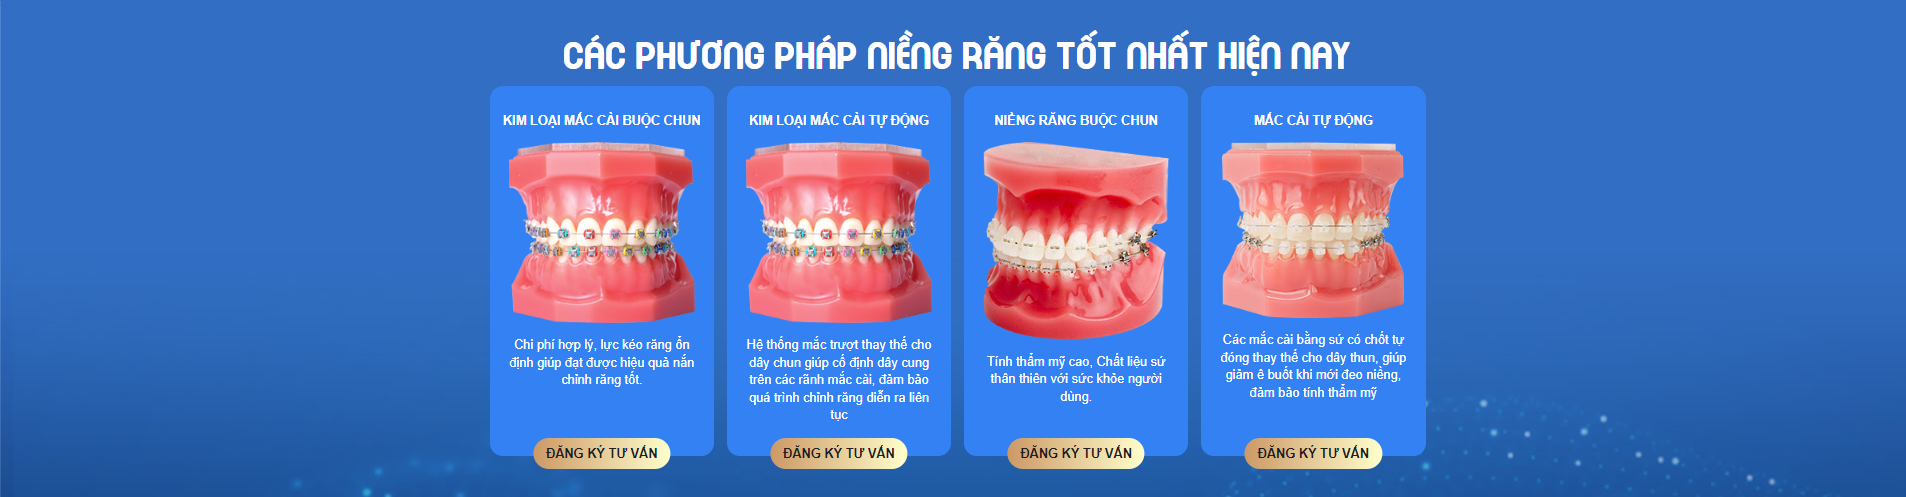 CÁC PHƯƠNG PHÁP NIỀNG RĂNG TỐT NHẤT HIỆN NAY
KIM LOẠI MẮC CÀI BUỘC CHUN
Chi phí hợp lý, lực kéo răng ổn
định giúp đạt được hiệu quả nắn
chỉnh răng tốt.
ĐĂNG KÝ TƯ VẤN
KIM LOẠI MẮC CÀI TỰ ĐỘNG
Hệ thống mắc trượt thay thế cho
dây chun giúp cố định dây cung
trên các rãnh mắc cài, đảm bảo
quá trình chỉnh răng diễn ra liên
tục
ĐĂNG KÝ TƯ VẤN
NIỀNG RĂNG BUỘC CHUN
Tính thẩm mỹ cao, Chất liệu sứ
thân thiện với sức khỏe người
dùng.
ĐĂNG KÝ TƯ VẤN
MẮC CÀI TỰ ĐỘNG
Các mắc cài bằng sứ có chốt tự
đóng thay thế cho dây thun, giúp
giảm ê buốt khi mới đeo niềng,
đảm bảo tính thẩm mỹ
ĐĂNG KÝ TƯ VẤN